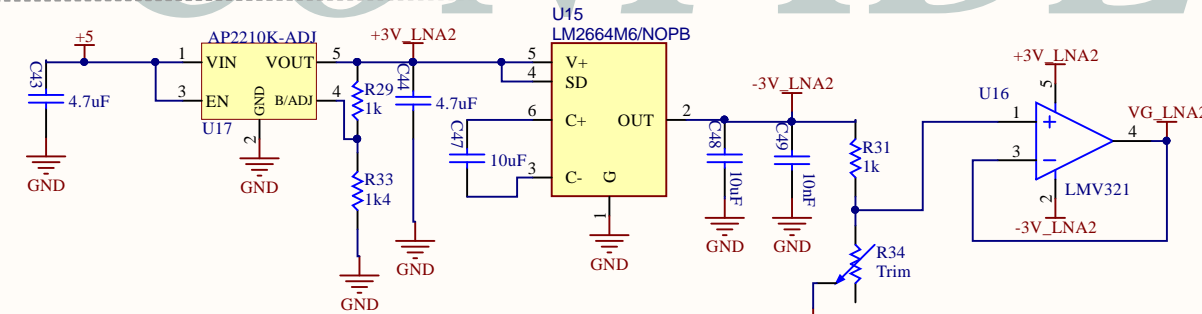 U15
LM2664M6/NOPB
+5
AP2210K-ADJ
+3V_LNA2
C43
4.7uF
GND
1
VIN
VOUT
5
3
EN
B/ADJ
4
GND
U17
2
GND
R29
1k
R33
1k4
GND
C44
4.7uF
GND
5
V+
4
SD
6
C+
OUT
2
3
C-
G
1
GND
C47
10uF
-3V_LNA2
C48
10uF
GND
C49
10nF
GND
R31
1k
R34
Trim
+3V_LNA2
U16
5
1
+
3
-
4
VG_LNA2
LMV321
2
-3V_LNA2